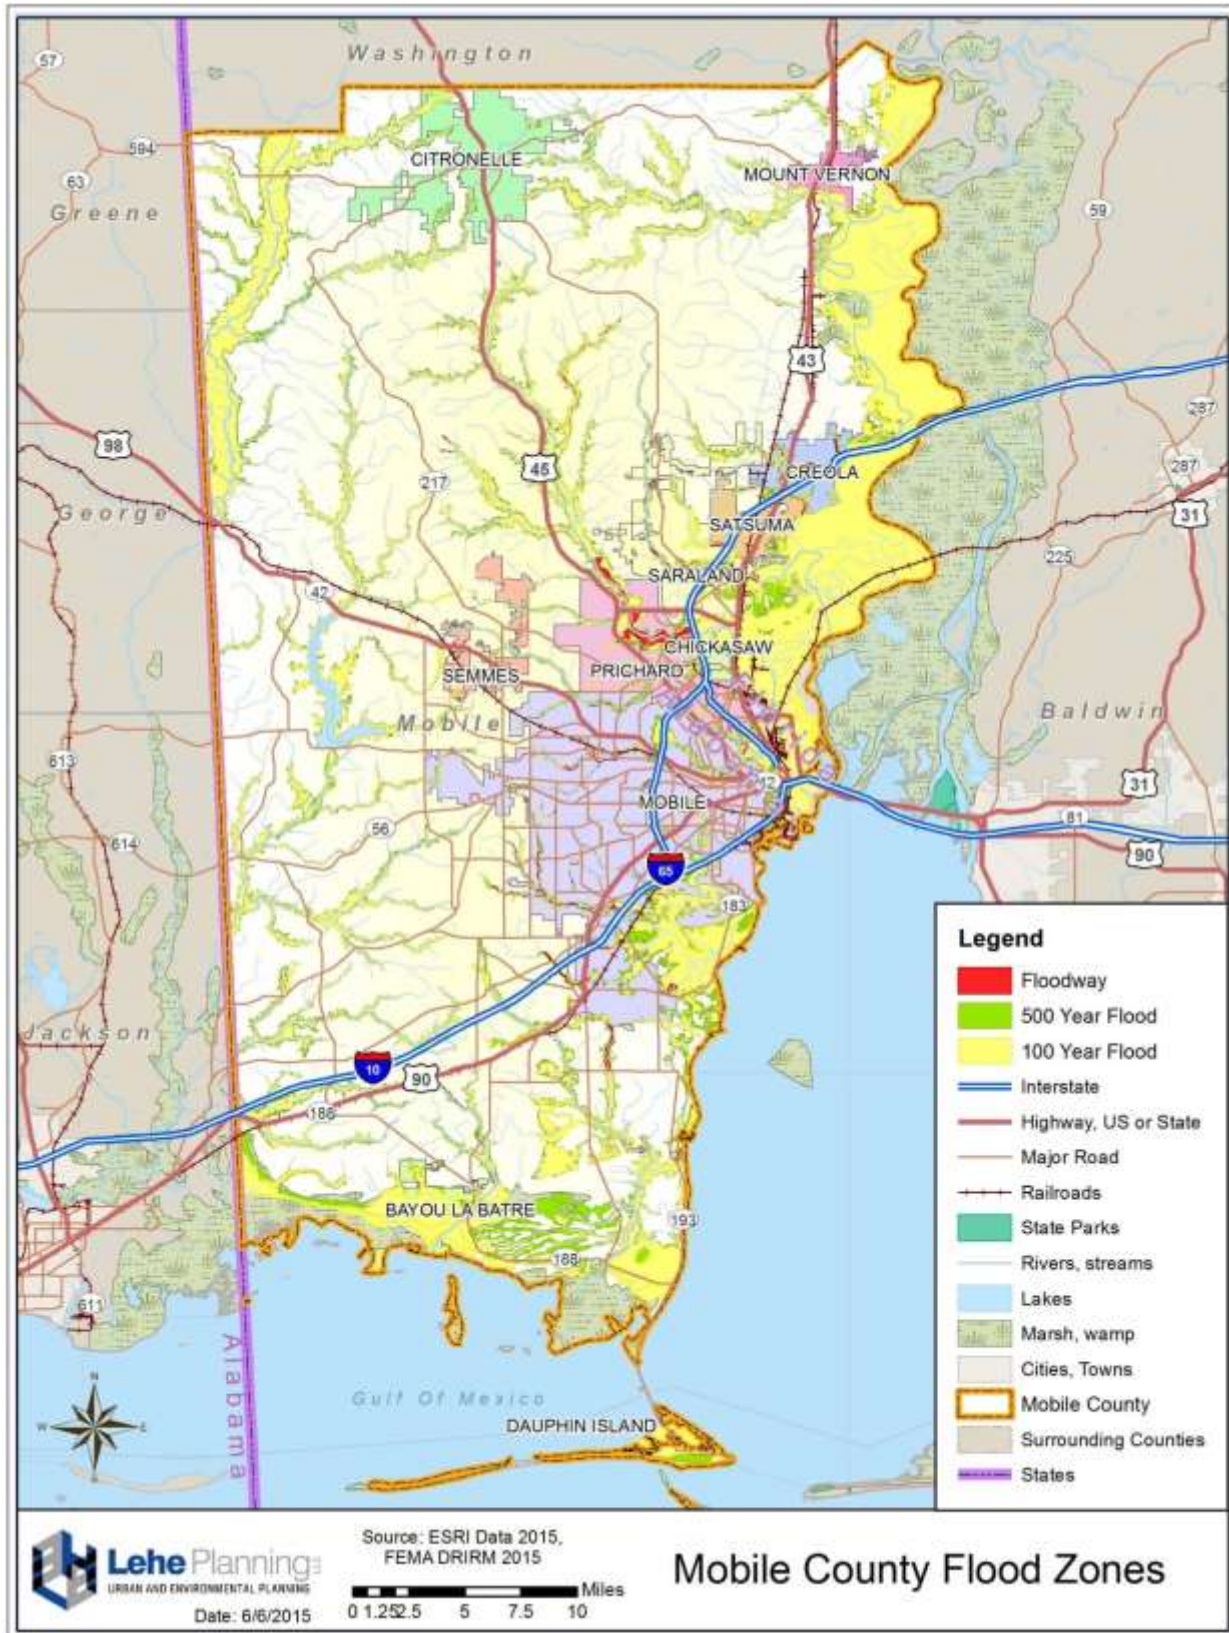 Washington
57
594
63
Greene
CITRONELLE
MOUNT VERNON
59
43
98
45
217
CREOLA
287
287
31
George
SATSUMA
225
SARALAND
42
CHICKASAW
PRICHARD
SEMMES
Mobile
Baldwin
613
31
MOBILE
56
81
614
90
65
183
Jackson
10
90
188
BAYOU LA BATRE
193
188
611
Alabama
Gulf Of Mexico
DAUPHIN ISLAND
N
W
E
S
Legend
Floodway
500 Year Flood
100 Year Flood
Interstate
Highway, US or State
Major Road
Railroads
State Parks
Rivers, streams
Lakes
Marsh, wamp
Cities, Towns
Mobile County
Surrounding Counties
States
Lehe Planning LLC
URBAN AND ENVIRONMENTAL PLANNING
Date: 6/6/2015
Source: ESRI Data 2015,
FEMA DRIRM 2015
Miles
0 1.252.5 5 7.5 10
Mobile County Flood Zones